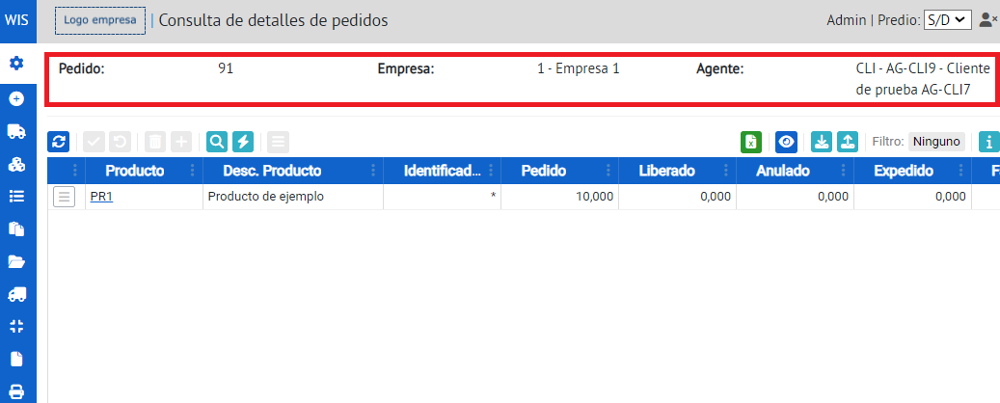 WIS Logo empresa | Consulta de detalles de pedidos Admin | Predio: S/D
Pedido: 91 Empresa: 1 - Empresa 1 Agente: CLI - AG-CLI9 - Cliente
de prueba AG-CLI7
Filtro: Ninguno
Producto Desc. Producto Identificad... Pedido Liberado Anulado Expedido F
PR1 Producto de ejemplo * 10,000 0,000 0,000 0,000